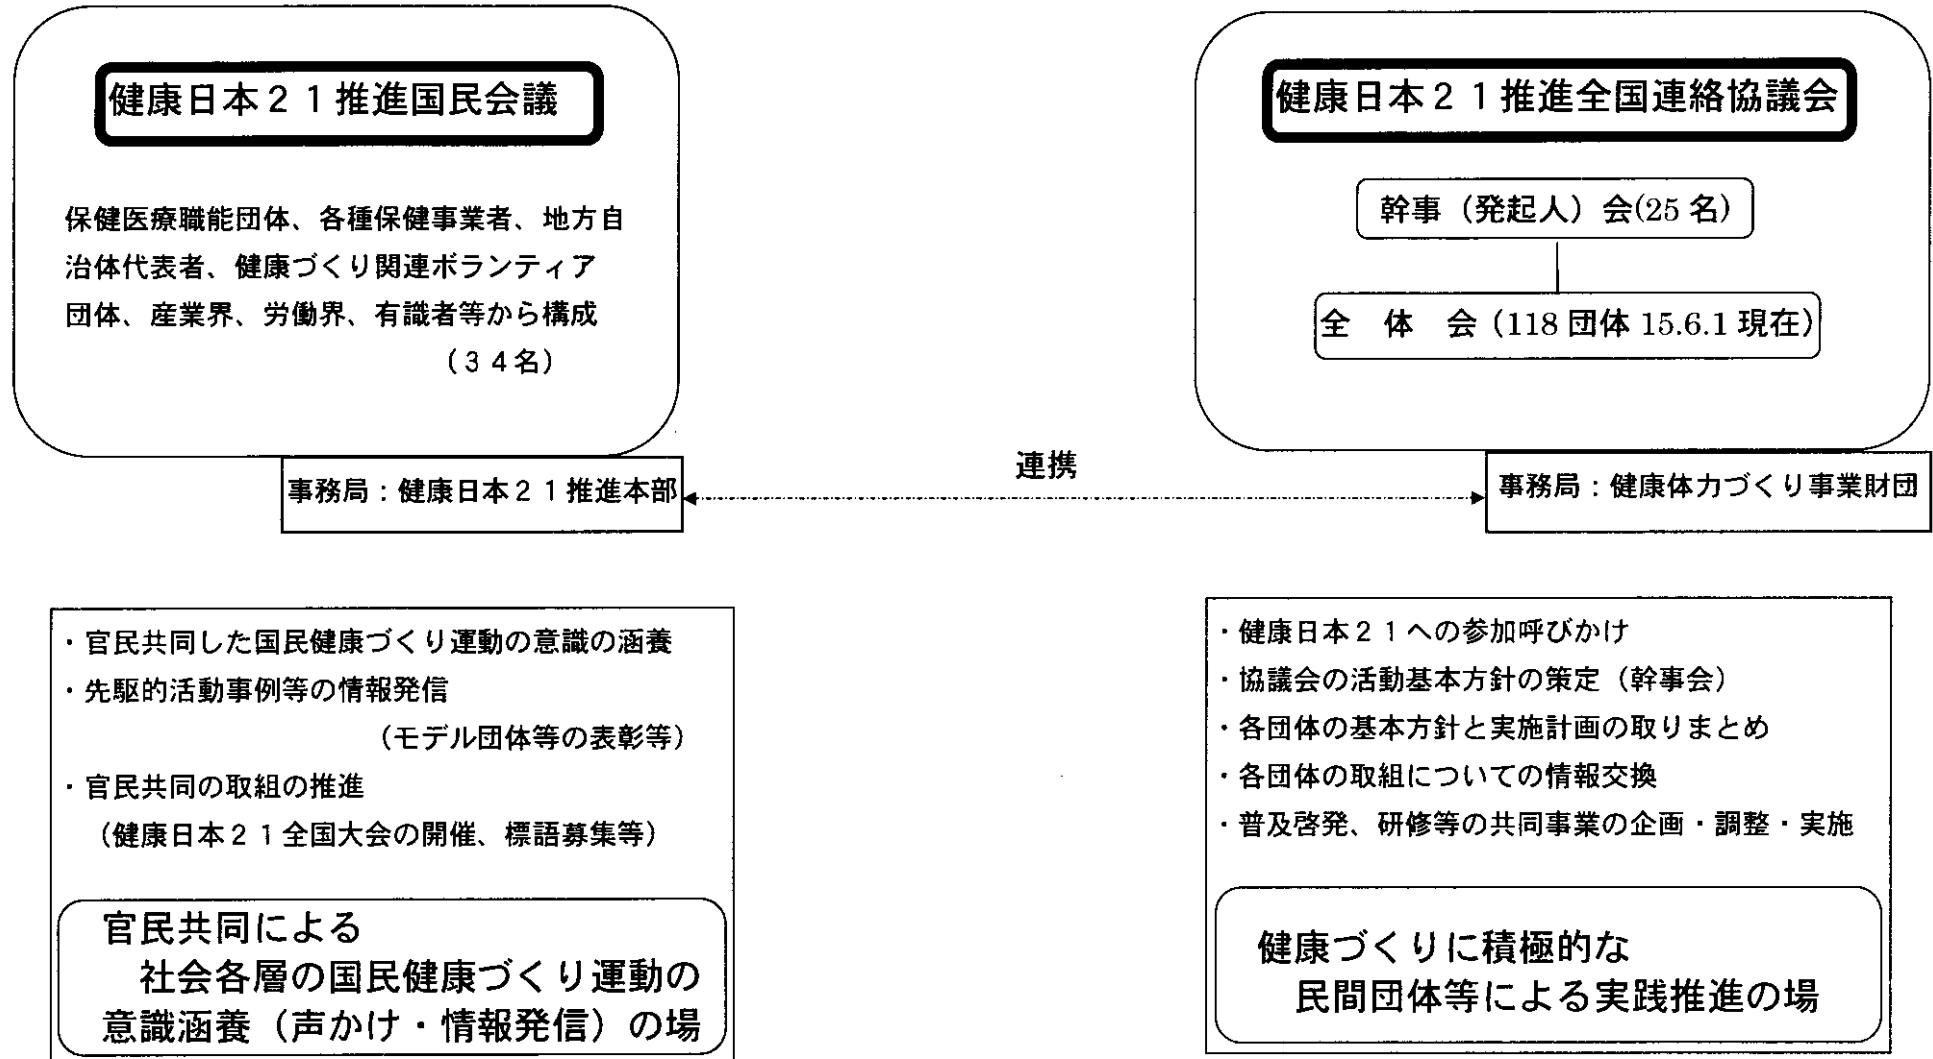 健康日本２１推進国民会議
保健医療職能団体、各種保健事業者、地方自
治体代表者、健康づくり関連ボランティア
団体、産業界、労働界、有識者等から構成
（３４名）
事務局：健康日本２１推進本部
連携
健康日本２１推進全国連絡協議会
幹事（発起人）会(25 名)
全　体　会（118 団体 15.6.1 現在）
事務局：健康体力づくり事業財団
・官民共同した国民健康づくり運動の意識の涵養
・先駆的活動事例等の情報発信
（モデル団体等の表彰等）
・官民共同の取組の推進
（健康日本２１全国大会の開催、標語募集等）
官民共同による
社会各層の国民健康づくり運動の
意識涵養（声かけ・情報発信）の場
・健康日本２１への参加呼びかけ
・協議会の活動基本方針の策定（幹事会）
・各団体の基本方針と実施計画の取りまとめ
・各団体の取組についての情報交換
・普及啓発、研修等の共同事業の企画・調整・実施
健康づくりに積極的な
民間団体等による実践推進の場